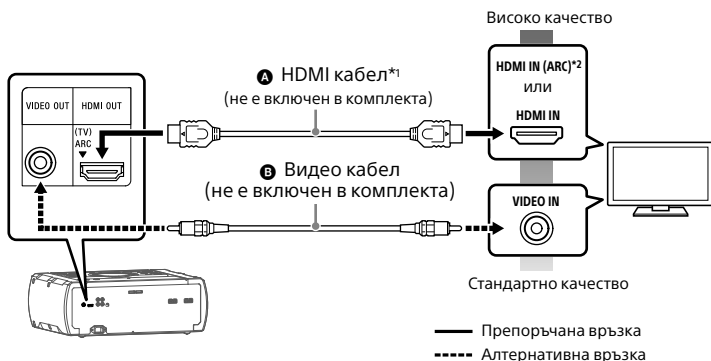 Високо качество
VIDEO OUT
HDMI OUT
(TV)
ARC
A HDMI кабел*1
(не е включен в комплекта)
HDMI IN (ARC)*2
или
HDMI IN
B Видео кабел
(не е включен в комплекта)
VIDEO IN
Стандартно качество
Препоръчана връзка
Алтернативна връзка